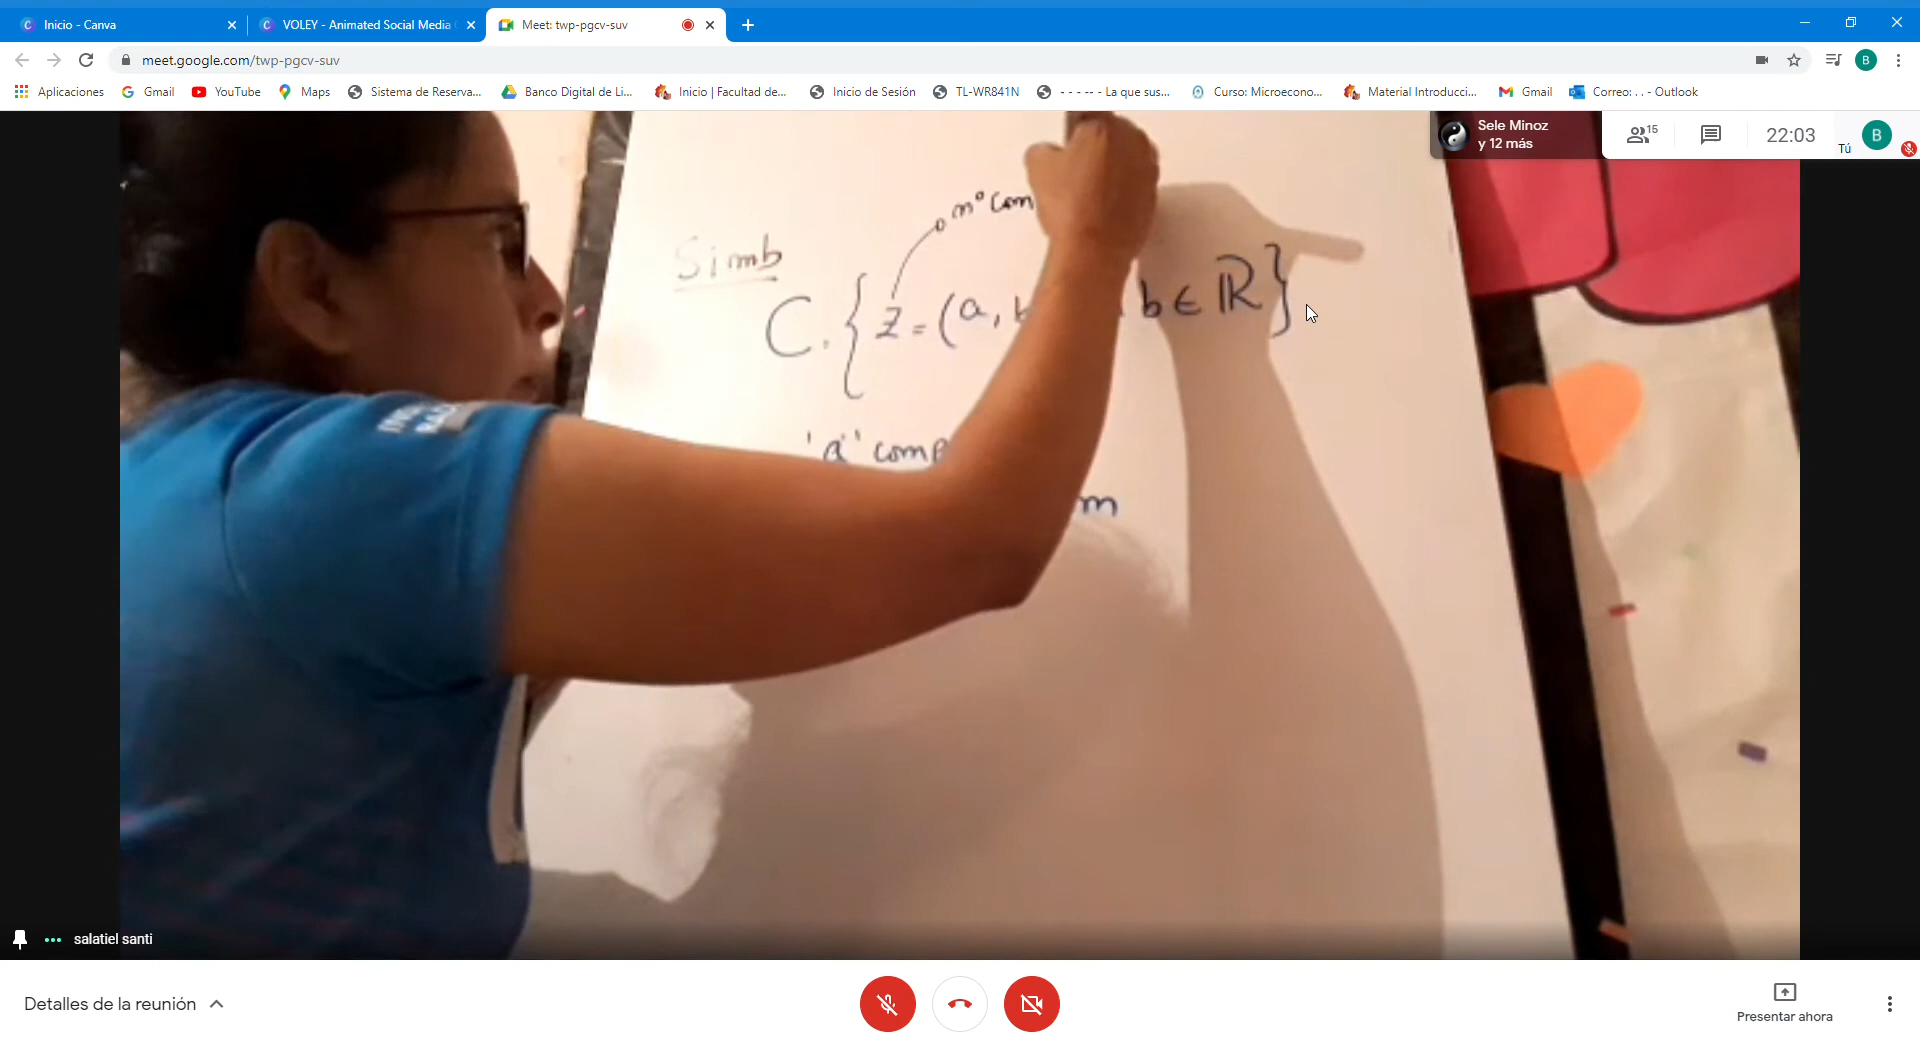 Inicio - Canva
VOLEY - Animated Social Media
Meet: twp-pgcv-suv
meet.google.com/twp-pgcv-suv
Aplicaciones
Gmail
YouTube
Maps
Sistema de Reserva...
Banco Digital de Li...
Inicio | Facultad de...
Inicio de Sesión
TL-WR841N
- - - -- - La que sus...
Curso: Microecono...
Material Introducci...
Gmail
Correo: . . - Outlook
Sele Minoz
y 12 más
15
22:03
Tú
B
nº com
Simb
C. { z = (a, b , b ∈ ℝ }
'a' comp
m
salatiel santi
Detalles de la reunión
Presentar ahora